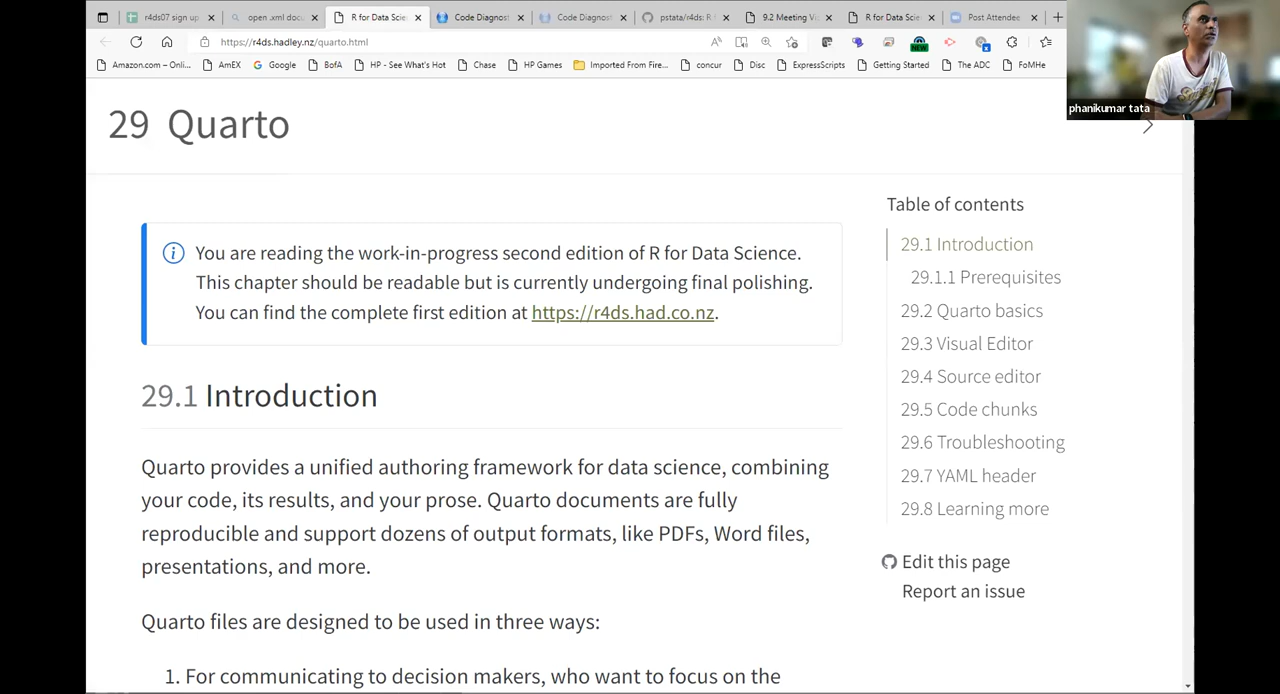 r4ds07 sign up
open .xml docu
R for Data Scie
Code Diagnost
Code Diagnost
pstata/r4ds: R f
9.2 Meeting Vi
R for Data Scie
Post Attendee
https://r4ds.hadley.nz/quarto.html
NEW
Amazon.com – Onli...
AmEX
Google
BofA
HP - See What's Hot
Chase
HP Games
Imported From Fire...
concur
Disc
ExpressScripts
Getting Started
The ADC
FoMHe
phanikumar tata
29 Quarto
You are reading the work-in-progress second edition of R for Data Science.
This chapter should be readable but is currently undergoing final polishing.
You can find the complete first edition at https://r4ds.had.co.nz.
29.1 Introduction
Quarto provides a unified authoring framework for data science, combining
your code, its results, and your prose. Quarto documents are fully
reproducible and support dozens of output formats, like PDFs, Word files,
presentations, and more.
Quarto files are designed to be used in three ways:
1. For communicating to decision makers, who want to focus on the
Table of contents
29.1 Introduction
29.1.1 Prerequisites
29.2 Quarto basics
29.3 Visual Editor
29.4 Source editor
29.5 Code chunks
29.6 Troubleshooting
29.7 YAML header
29.8 Learning more
Edit this page
Report an issue